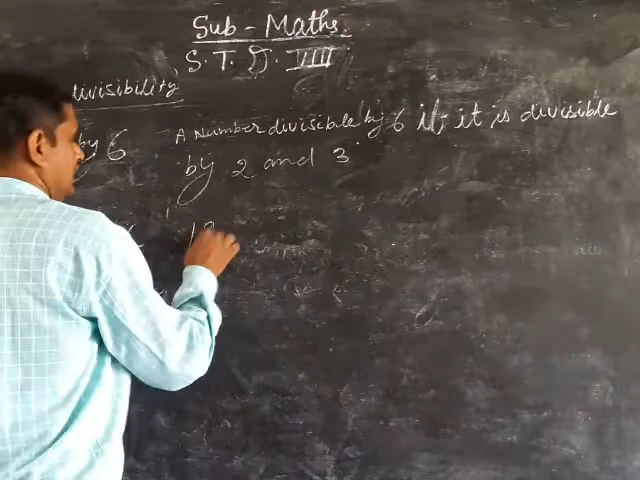 Sub - Maths
S.T.D. VIII
Divisibility
by 6 A number divisible by 6 if it is divisible
by 2 and 3